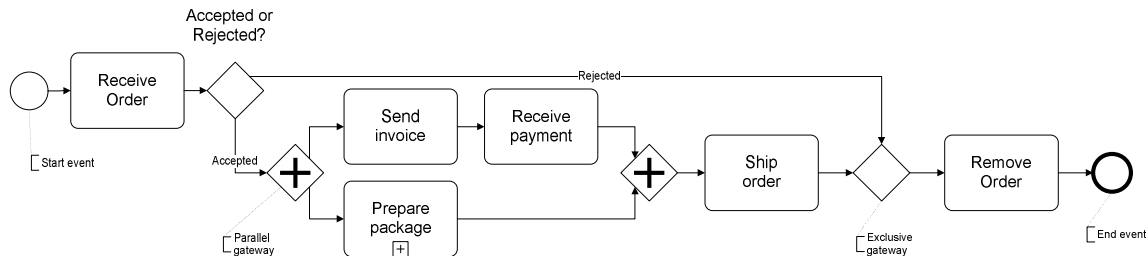 Accepted or
Rejected?
Receive
Order
Rejected
Send
invoice
Receive
payment
Start event
Accepted
Ship
order
Remove
Order
Prepare
package
Parallel
gateway
Exclusive
gateway
End event